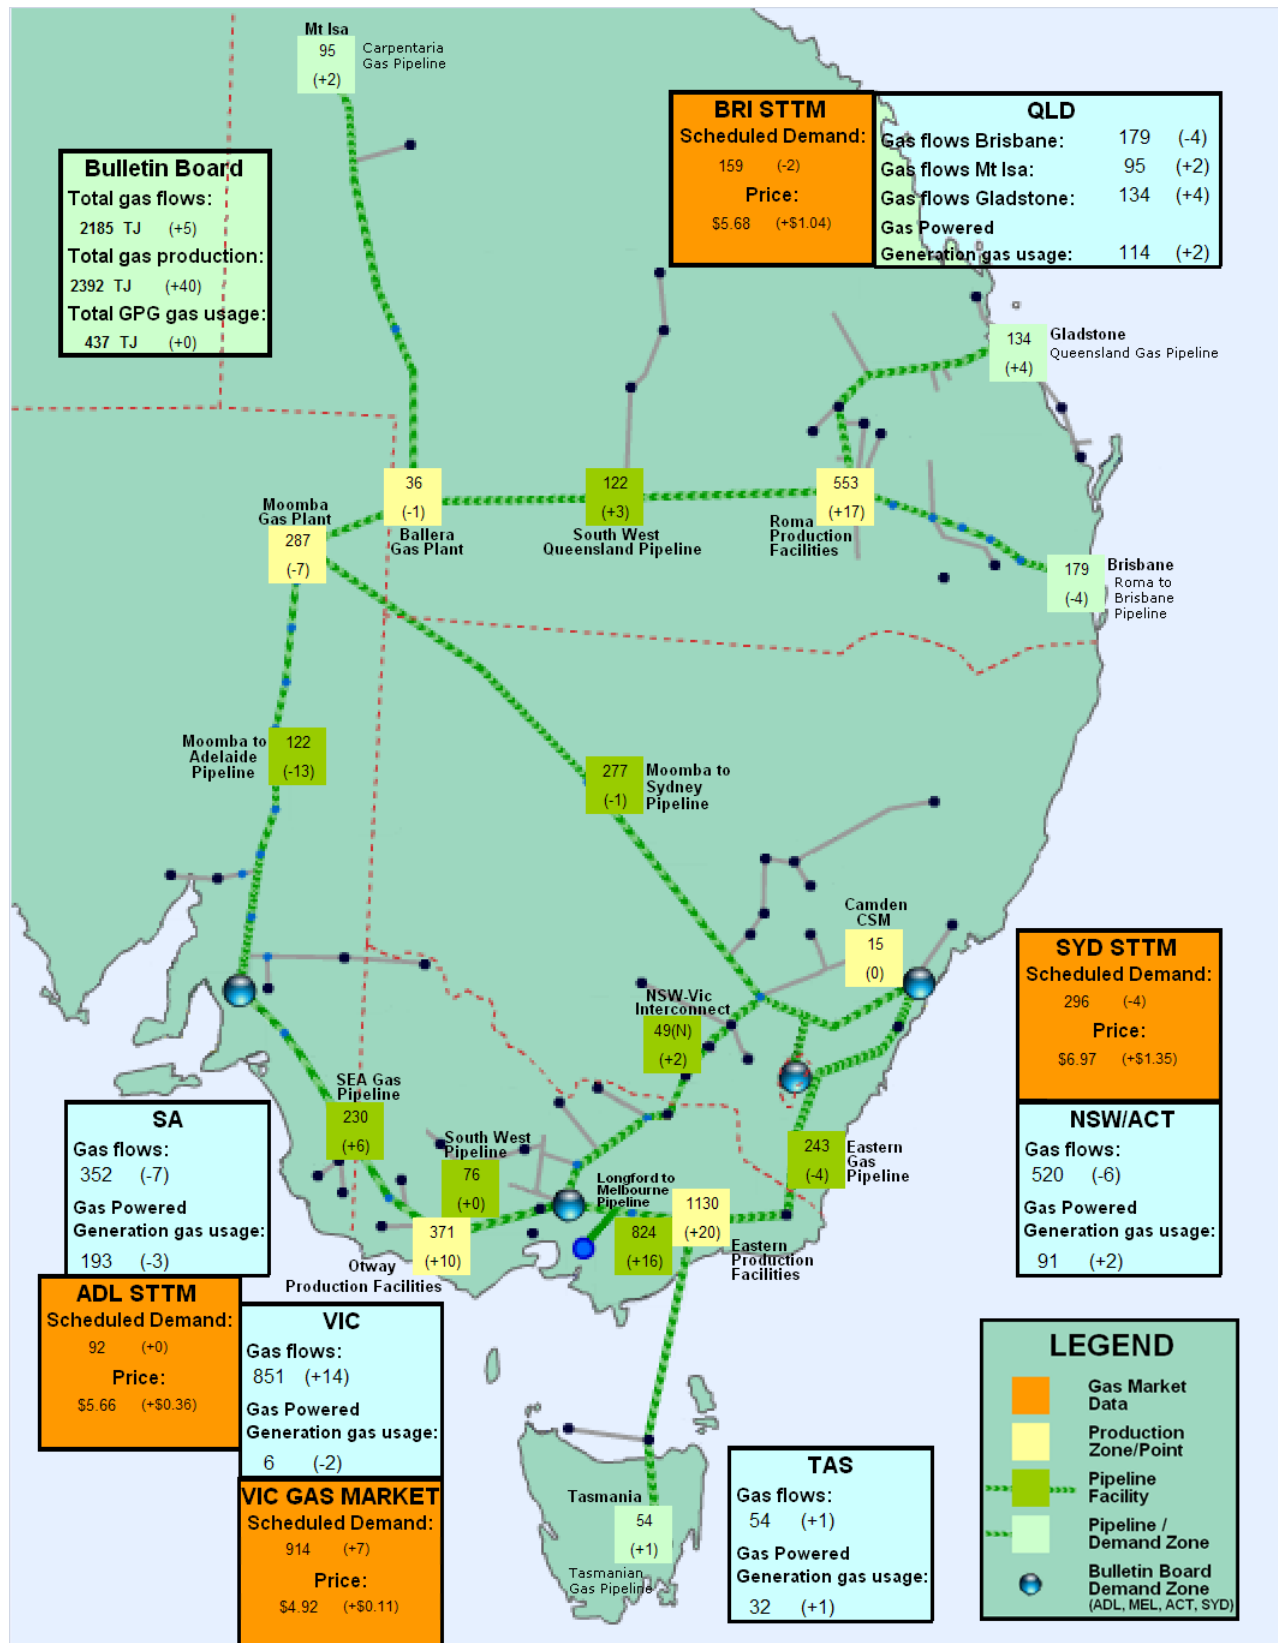 Mt Isa
95
(+2)
Carpentaria
Gas Pipeline
BRI STTM
Scheduled Demand:
159 (-2)
Price:
$5.68 (+$1.04)
QLD
Gas flows Brisbane: 179 (-4)
Gas flows Mt Isa: 95 (+2)
Gas flows Gladstone: 134 (+4)
Gas Powered
Generation gas usage: 114 (+2)
Bulletin Board
Total gas flows:
2185 TJ (+5)
Total gas production:
2392 TJ (+40)
Total GPG gas usage:
437 TJ (+0)
134
(+4)
Gladstone
Queensland Gas Pipeline
36
(-1)
Ballera
Gas Plant
122
(+3)
South West
Queensland Pipeline
553
(+17)
Roma
Production
Facilities
Moomba
Gas Plant
287
(-7)
179
(-4)
Brisbane
Roma to
Brisbane
Pipeline
Moomba to
Adelaide
Pipeline
122
(-13)
277
(-1)
Moomba to
Sydney
Pipeline
Camden
CSM
15
(0)
NSW-Vic
Interconnect
49(N)
(+2)
SYD STTM
Scheduled Demand:
296 (-4)
Price:
$6.97 (+$1.35)
NSW/ACT
Gas flows:
520 (-6)
Gas Powered
Generation gas usage:
91 (+2)
SEA Gas
Pipeline
230
(+6)
South West
Pipeline
76
(+0)
Longford to
Melbourne
Pipeline
824
(+16)
1130
(+20)
Eastern
Production
Facilities
243
(-4)
Eastern
Gas
Pipeline
371
(+10)
Otway
Production Facilities
SA
Gas flows:
352 (-7)
Gas Powered
Generation gas usage:
193 (-3)
ADL STTM
Scheduled Demand:
92 (+0)
Price:
$5.66 (+$0.36)
VIC
Gas flows:
851 (+14)
Gas Powered
Generation gas usage:
6 (-2)
VIC GAS MARKET
Scheduled Demand:
914 (+7)
Price:
$4.92 (+$0.11)
Tasmania
54
(+1)
Tasmanian
Gas Pipeline
TAS
Gas flows:
54 (+1)
Gas Powered
Generation gas usage:
32 (+1)
LEGEND
Gas Market
Data
Production
Zone/Point
Pipeline
Facility
Pipeline /
Demand Zone
Bulletin Board
Demand Zone
(ADL, MEL, ACT, SYD)